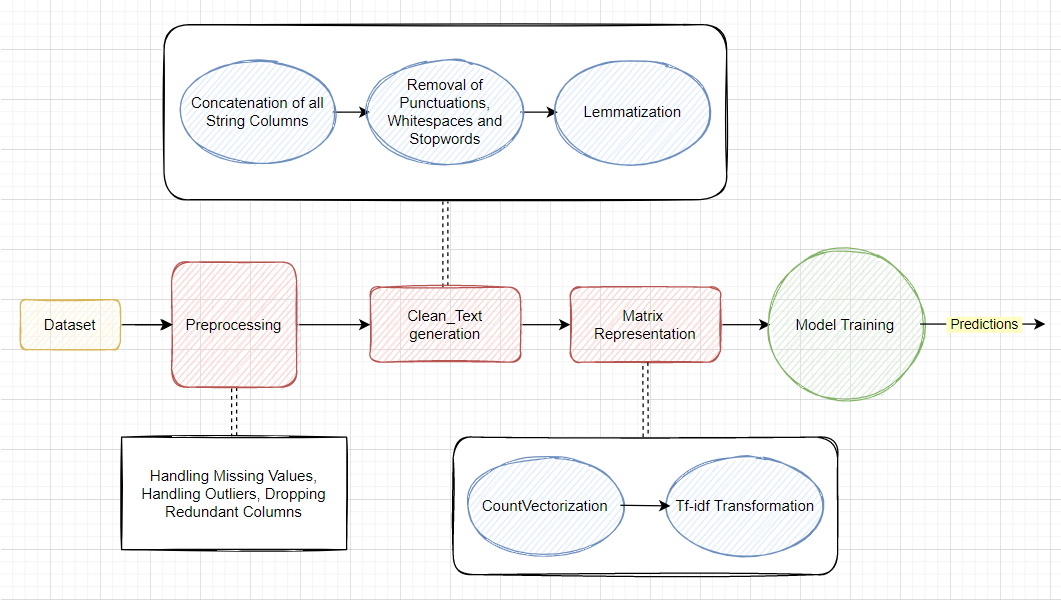 Concatenation of all
String Columns
Removal of
Punctuations,
Whitespaces and
Stopwords
Lemmatization
Dataset
Preprocessing
Clean_Text
generation
Matrix
Representation
Model Training
Predictions
Handling Missing Values,
Handling Outliers, Dropping
Redundant Columns
CountVectorization
Tf-idf Transformation